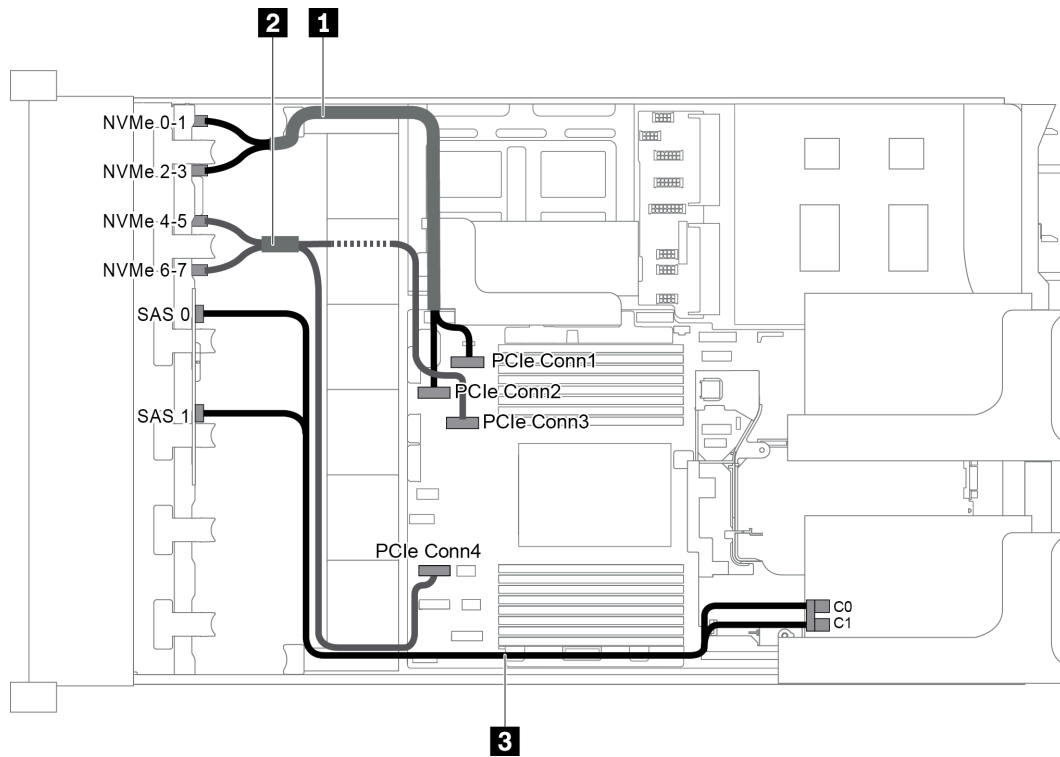 2 1
NVMe 0-1
NVMe 2-3
NVMe 4-5
NVMe 6-7
SAS 0
PCIe Conn1
PCIe Conn2
SAS 1
PCIe Conn3
PCIe Conn4
C0
C1
3